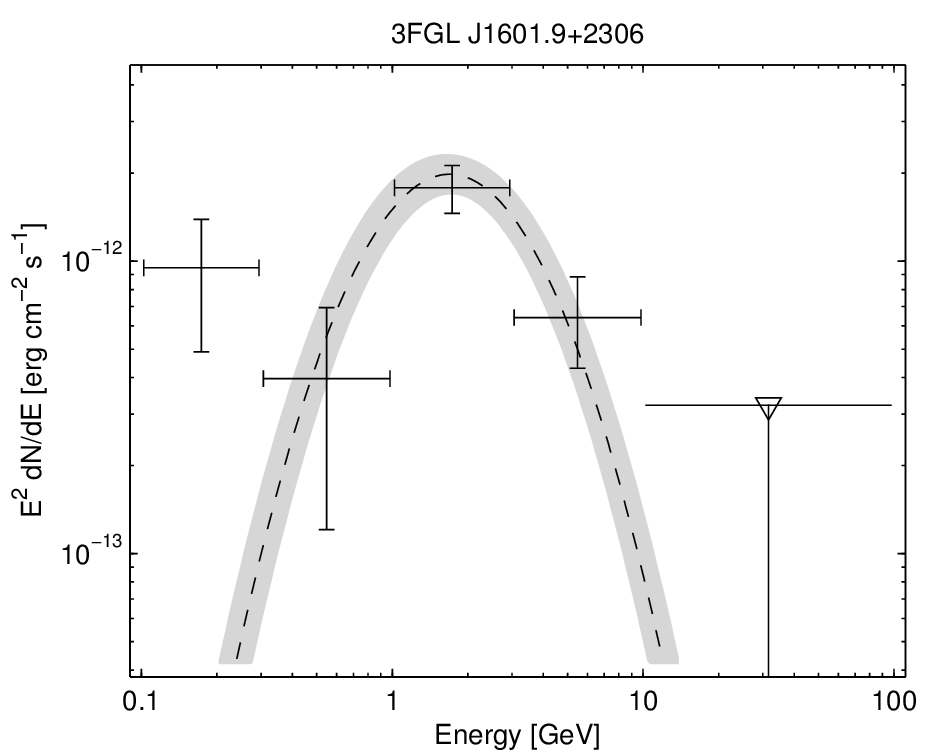 3FGL J1601.9+2306
E² dN/dE [erg cm⁻² s⁻¹]
10⁻¹²
10⁻¹³
0.1 1 10 100
Energy [GeV]